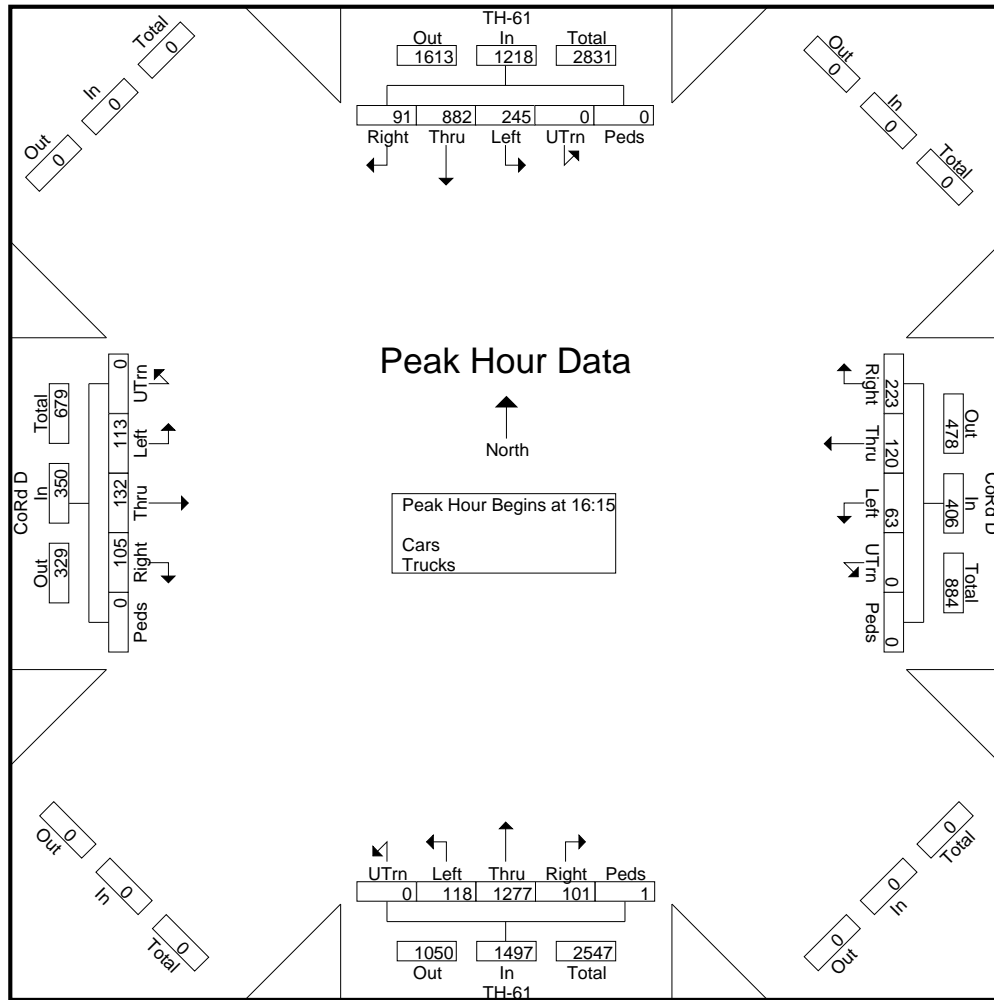 TH-61
Out In Total
1613 1218 2831
91 882 245 0 0
Right Thru Left UTrn Peds
Out In Total
0 0 0
Out In Total
0 0 0
Peak Hour Data
North
Peak Hour Begins at 16:15
Cars
Trucks
CoRd D
Out In Total
329 350 679
0 113 132 105 0
UTrn Left Thru Right Peds
CoRd D
Out In Total
478 406 884
223 120 63 0 0
Right Thru Left UTrn Peds
Out In Total
0 0 0
Out In Total
0 0 0
UTrn Left Thru Right Peds
0 118 1277 101 1
1050 1497 2547
Out In Total
TH-61